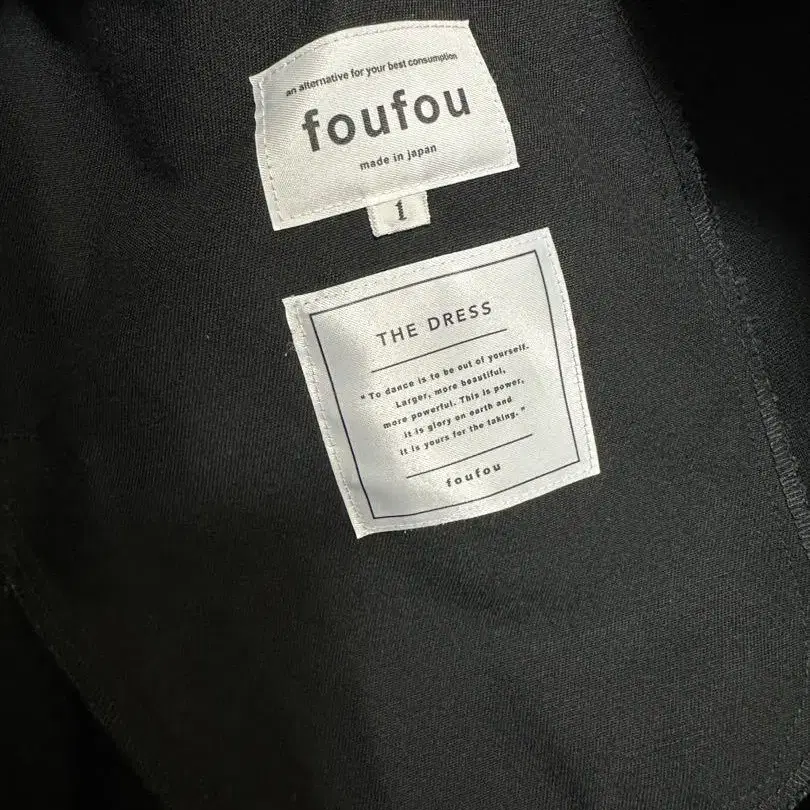 an alternative for your best consumption
foufou
made in japan
1
THE DRESS
" To dance is to be out of yourself.
Larger, more beautiful,
more powerful. This is power,
it is glory on earth and
it is yours for the taking. "
foufou